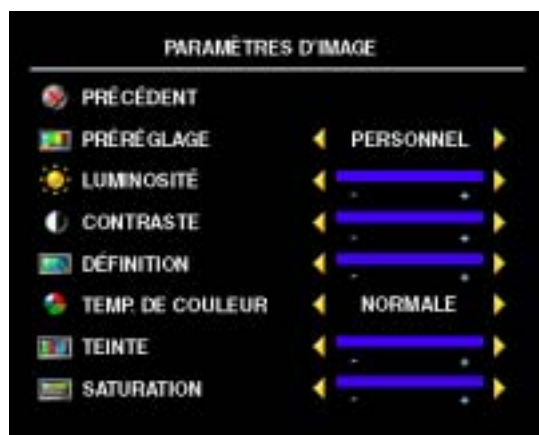 PARAMÈTRES D'IMAGE
PRÉCÉDENT
PRÉRÉGLAGE PERSONNEL
LUMINOSITÉ
- +
CONTRASTE
- +
DÉFINITION
- +
TEMP. DE COULEUR NORMALE
TEINTE
- +
SATURATION
- +